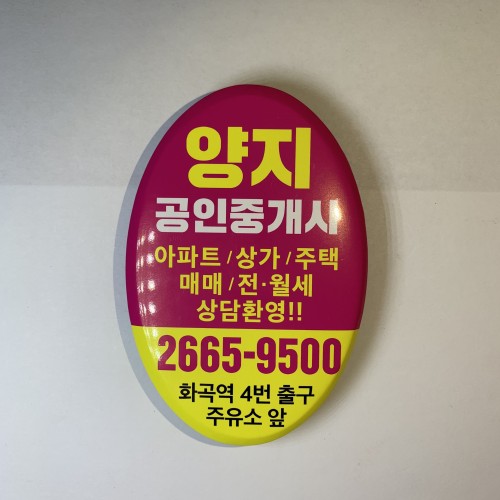 양지
공인중개사
아파트/상가/주택
매매/전·월세
상담환영!!
2665-9500
화곡역 4번 출구
주유소 앞